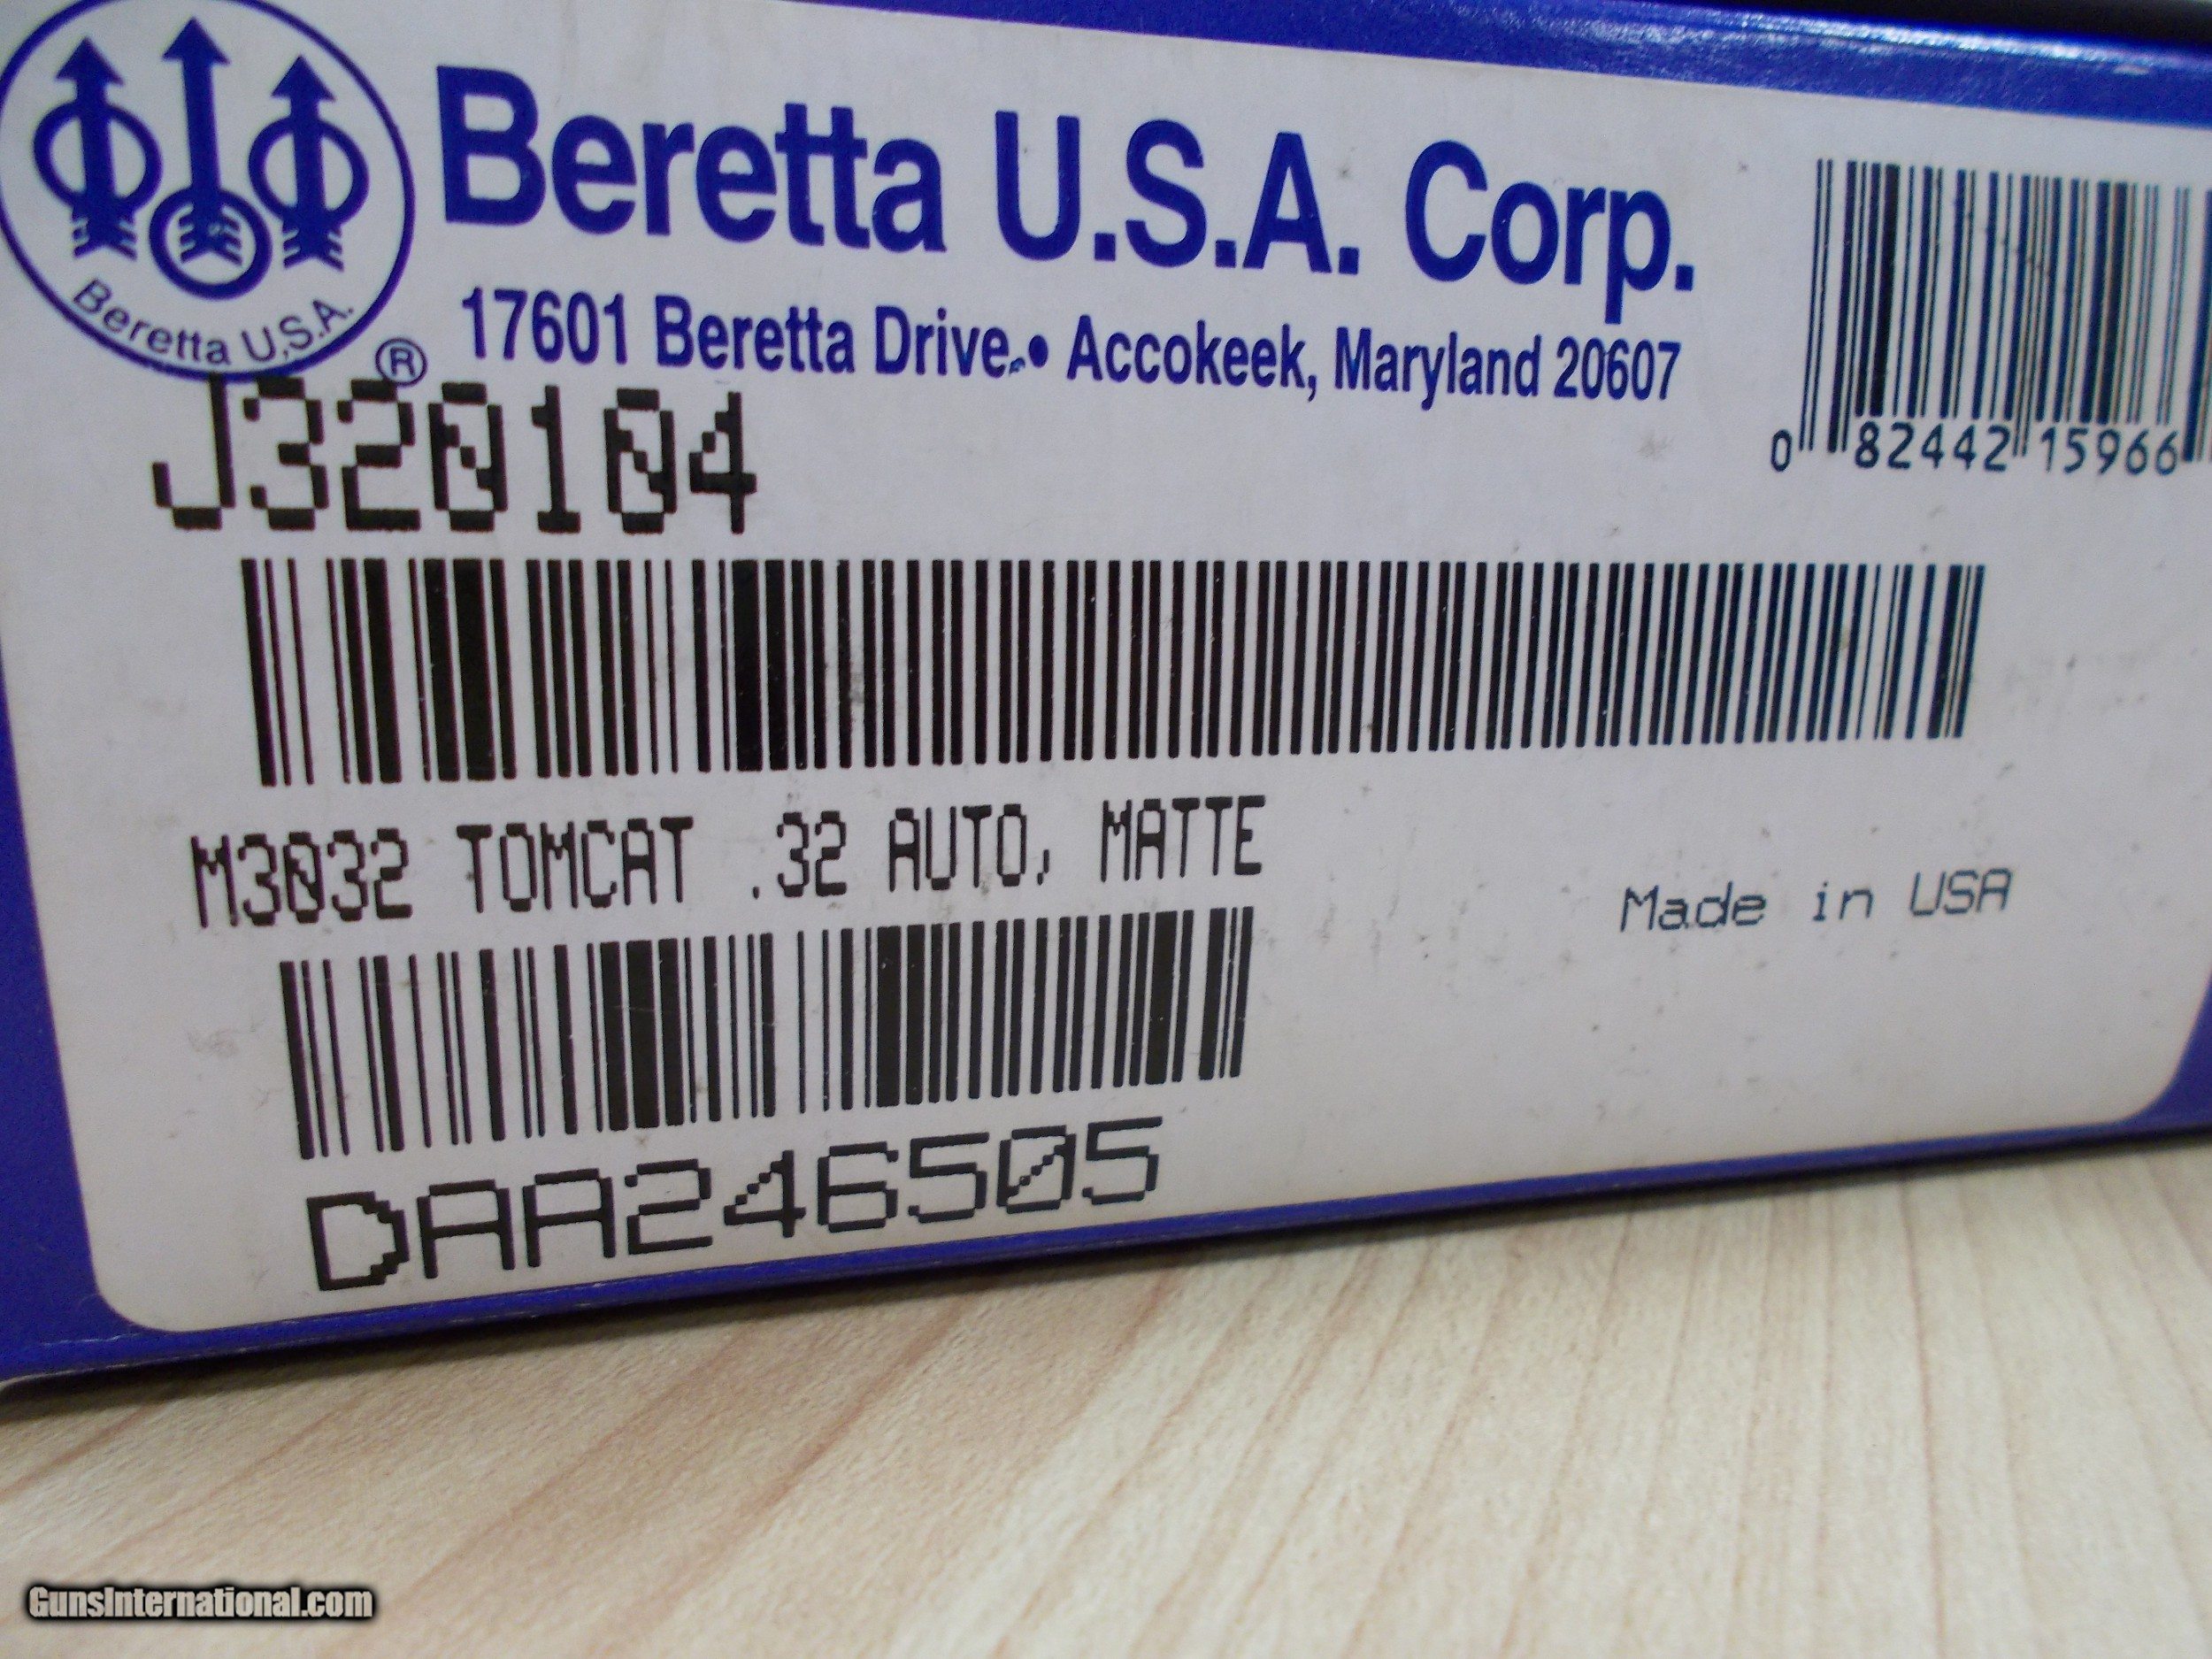 Beretta U.S.A. Corp.
Beretta U.S.A.
®
17601 Beretta Drive • Accokeek, Maryland 20607
J320104
0 82442 15966
M3032 TOMCAT .32 AUTO, MATTE
Made in USA
DAA246505
GunsInternational.com